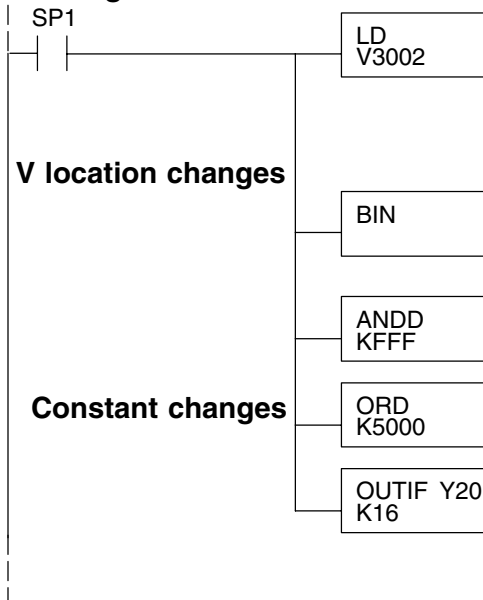 SP1
LD
V3002
V location changes
BIN
ANDD
KFFF
Constant changes
ORD
K5000
OUTIF Y20
K16